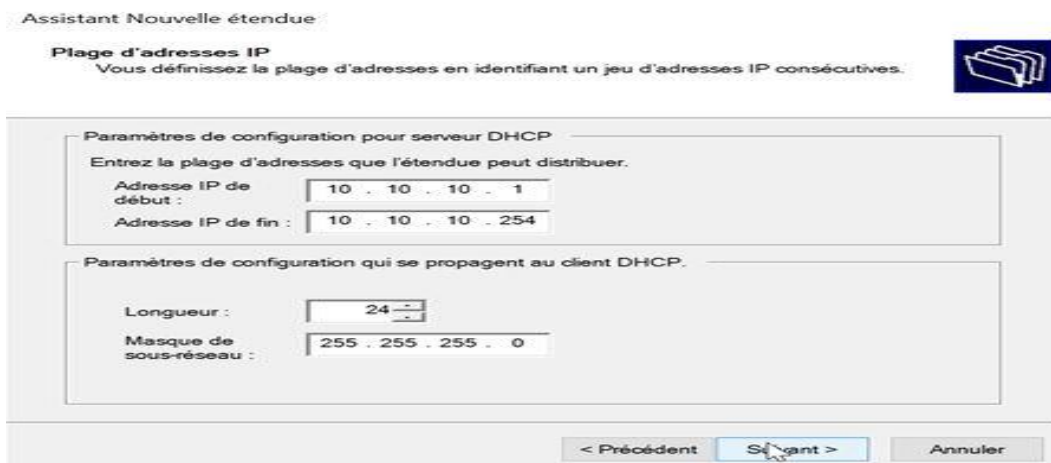 Assistant Nouvelle étendue
Plage d'adresses IP
Vous définissez la plage d'adresses en identifiant un jeu d'adresses IP consécutives.
Paramètres de configuration pour serveur DHCP
Entrez la plage d'adresses que l'étendue peut distribuer.
Adresse IP de
début :
10 . 10 . 10 . 1
Adresse IP de fin :
10 . 10 . 10 . 254
Paramètres de configuration qui se propagent au client DHCP.
Longueur :
24
Masque de
sous-réseau :
255 . 255 . 255 . 0
< Précédent
Suivant >
Annuler